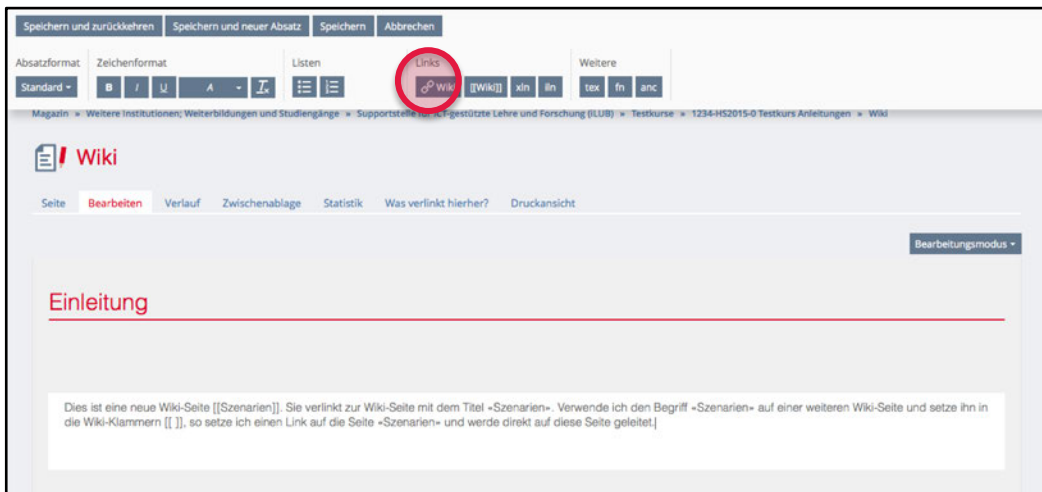 Speichern und zurückkehren Speichern und neuer Absatz Speichern Abbrechen
Absatzformat Zeichenformat Listen Links Weitere
Standard B I U A Tx Wiki [[Wiki]] xln iln tex fn anc
Magazin » Weitere Institutionen; Weiterbildungen und Studiengänge » Supportstelle für ICT-gestützte Lehre und Forschung (iLUB) » Testkurse » 1234-HS2015-0 Testkurs Anleitungen » Wiki
Wiki
Seite Bearbeiten Verlauf Zwischenablage Statistik Was verlinkt hierher? Druckansicht
Bearbeitungsmodus
Einleitung
Dies ist eine neue Wiki-Seite [[Szenarien]]. Sie verlinkt zur Wiki-Seite mit dem Titel «Szenarien». Verwende ich den Begriff «Szenarien» auf einer weiteren Wiki-Seite und setze ihn in
die Wiki-Klammern [[ ]], so setze ich einen Link auf die Seite «Szenarien» und werde direkt auf diese Seite geleitet.